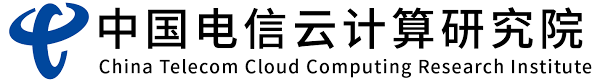 中国电信云计算研究院
China Telecom Cloud Computing Research Institute